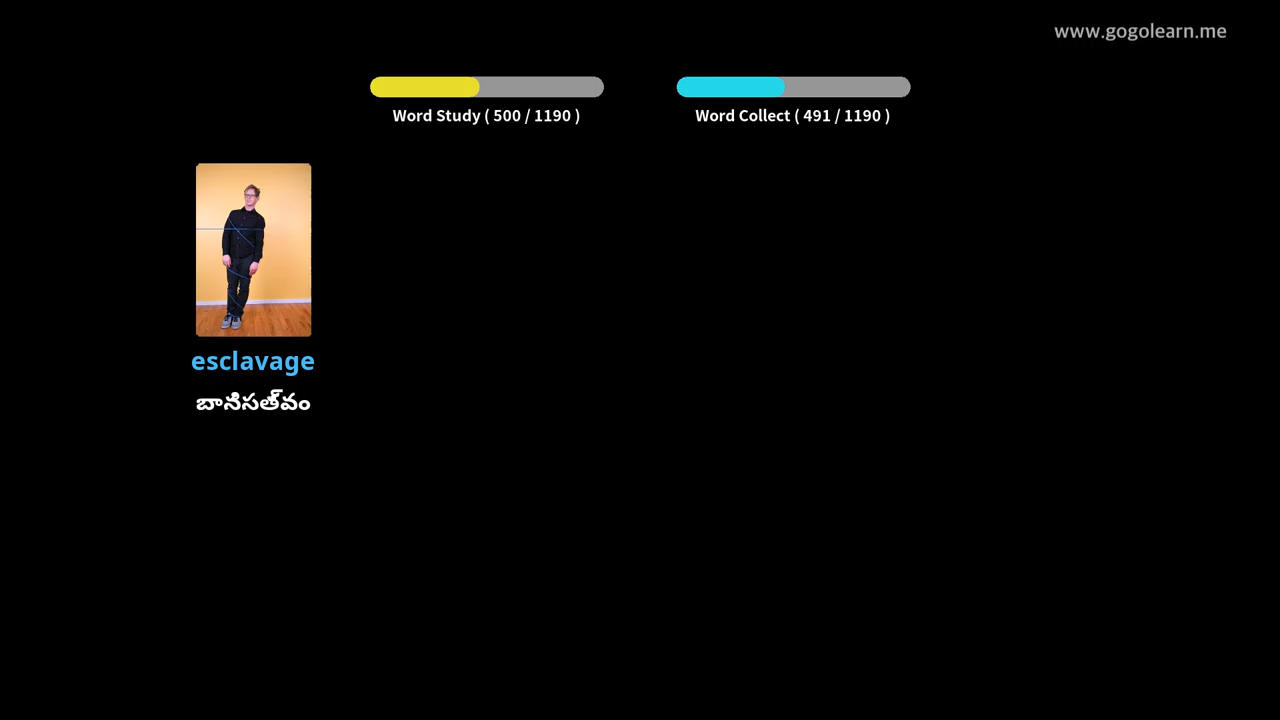 www.gogolearn.me
Word Study ( 500 / 1190 )
Word Collect ( 491 / 1190 )
esclavage
బానిసత్వం